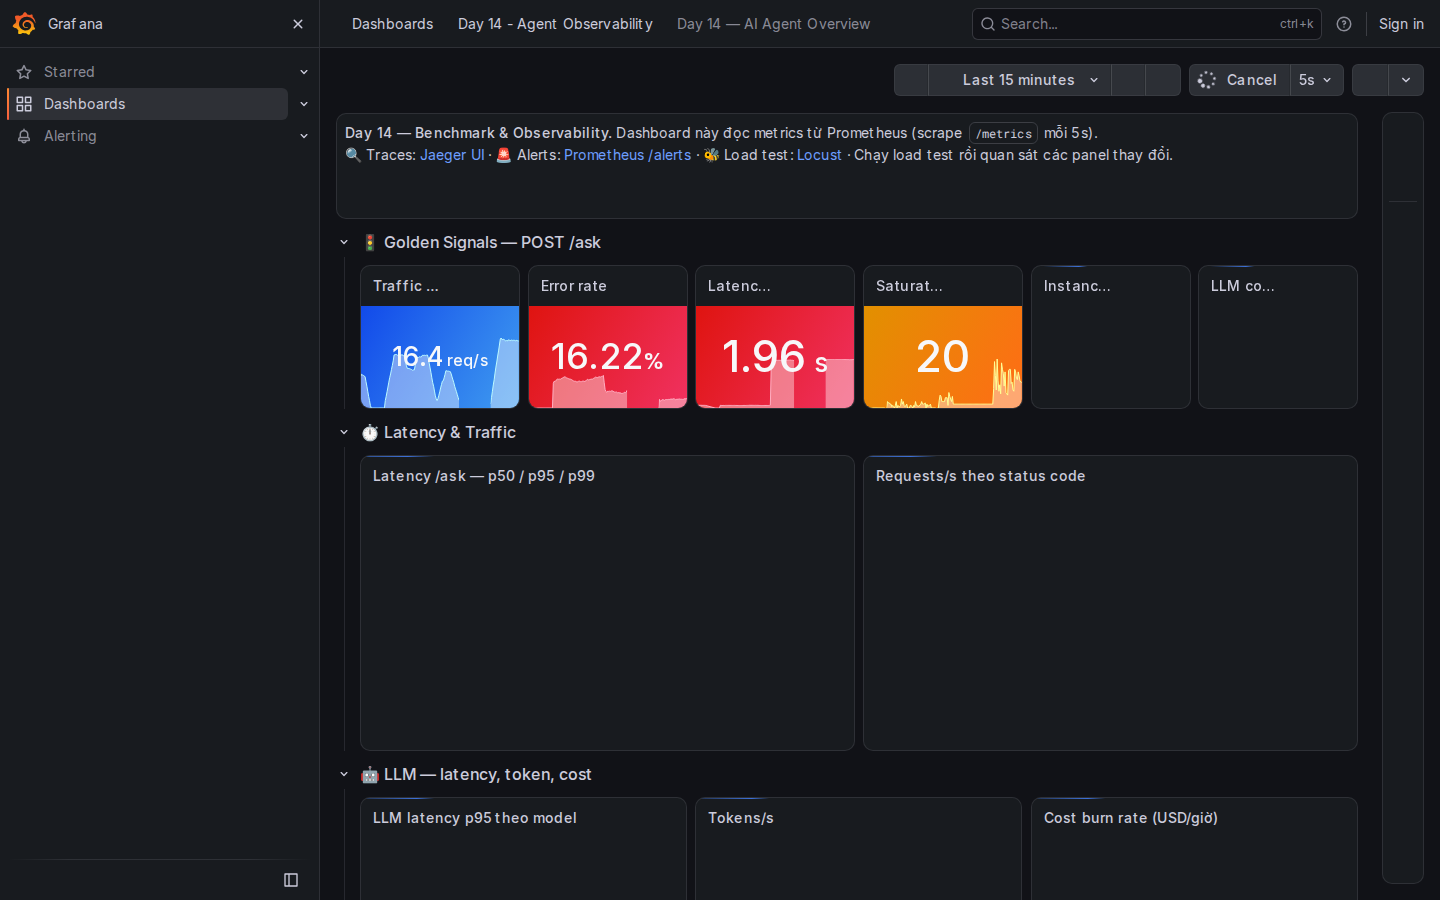 Grafana
Dashboards
Day 14 - Agent Observability
Day 14 — AI Agent Overview
Search...
ctrl+k
Sign in
Starred
Dashboards
Alerting
Last 15 minutes
Cancel
5s
Day 14 — Benchmark & Observability. Dashboard này đọc metrics từ Prometheus (scrape /metrics mỗi 5s).
🔍 Traces: Jaeger UI · 🚨 Alerts: Prometheus /alerts · 🐝 Load test: Locust · Chạy load test rồi quan sát các panel thay đổi.
🚦 Golden Signals — POST /ask
Traffic ...
Error rate
Latenc...
Saturat...
Instanc...
LLM co...
16.4 req/s
16.22%
1.96 s
20
⏱️ Latency & Traffic
Latency /ask — p50 / p95 / p99
Requests/s theo status code
🤖 LLM — latency, token, cost
LLM latency p95 theo model
Tokens/s
Cost burn rate (USD/giờ)